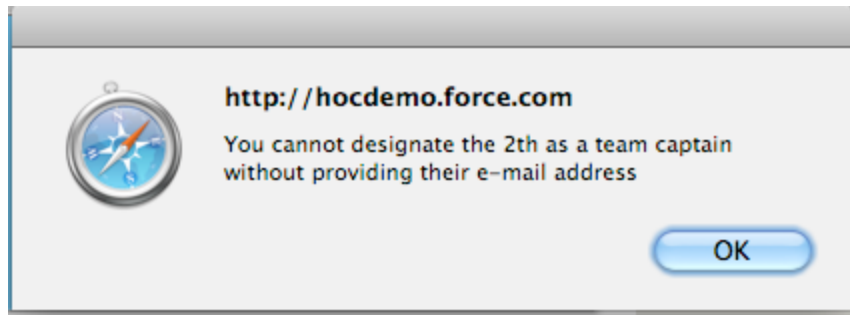 http://hocdemo.force.com
You cannot designate the 2th as a team captain
without providing their e-mail address
OK